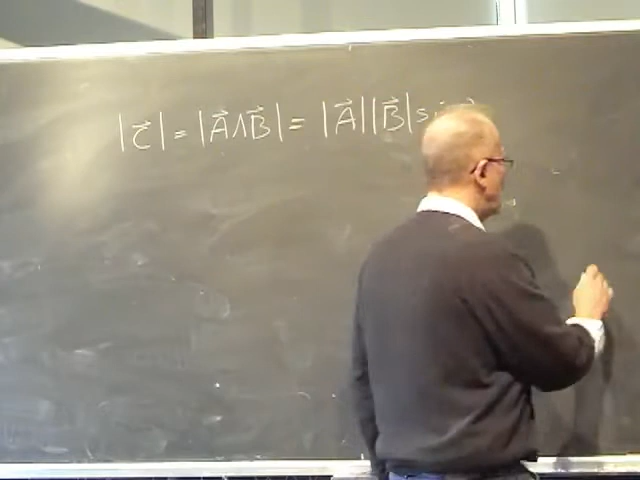 |C⃗| = |A⃗∧B⃗| = |A⃗||B⃗|